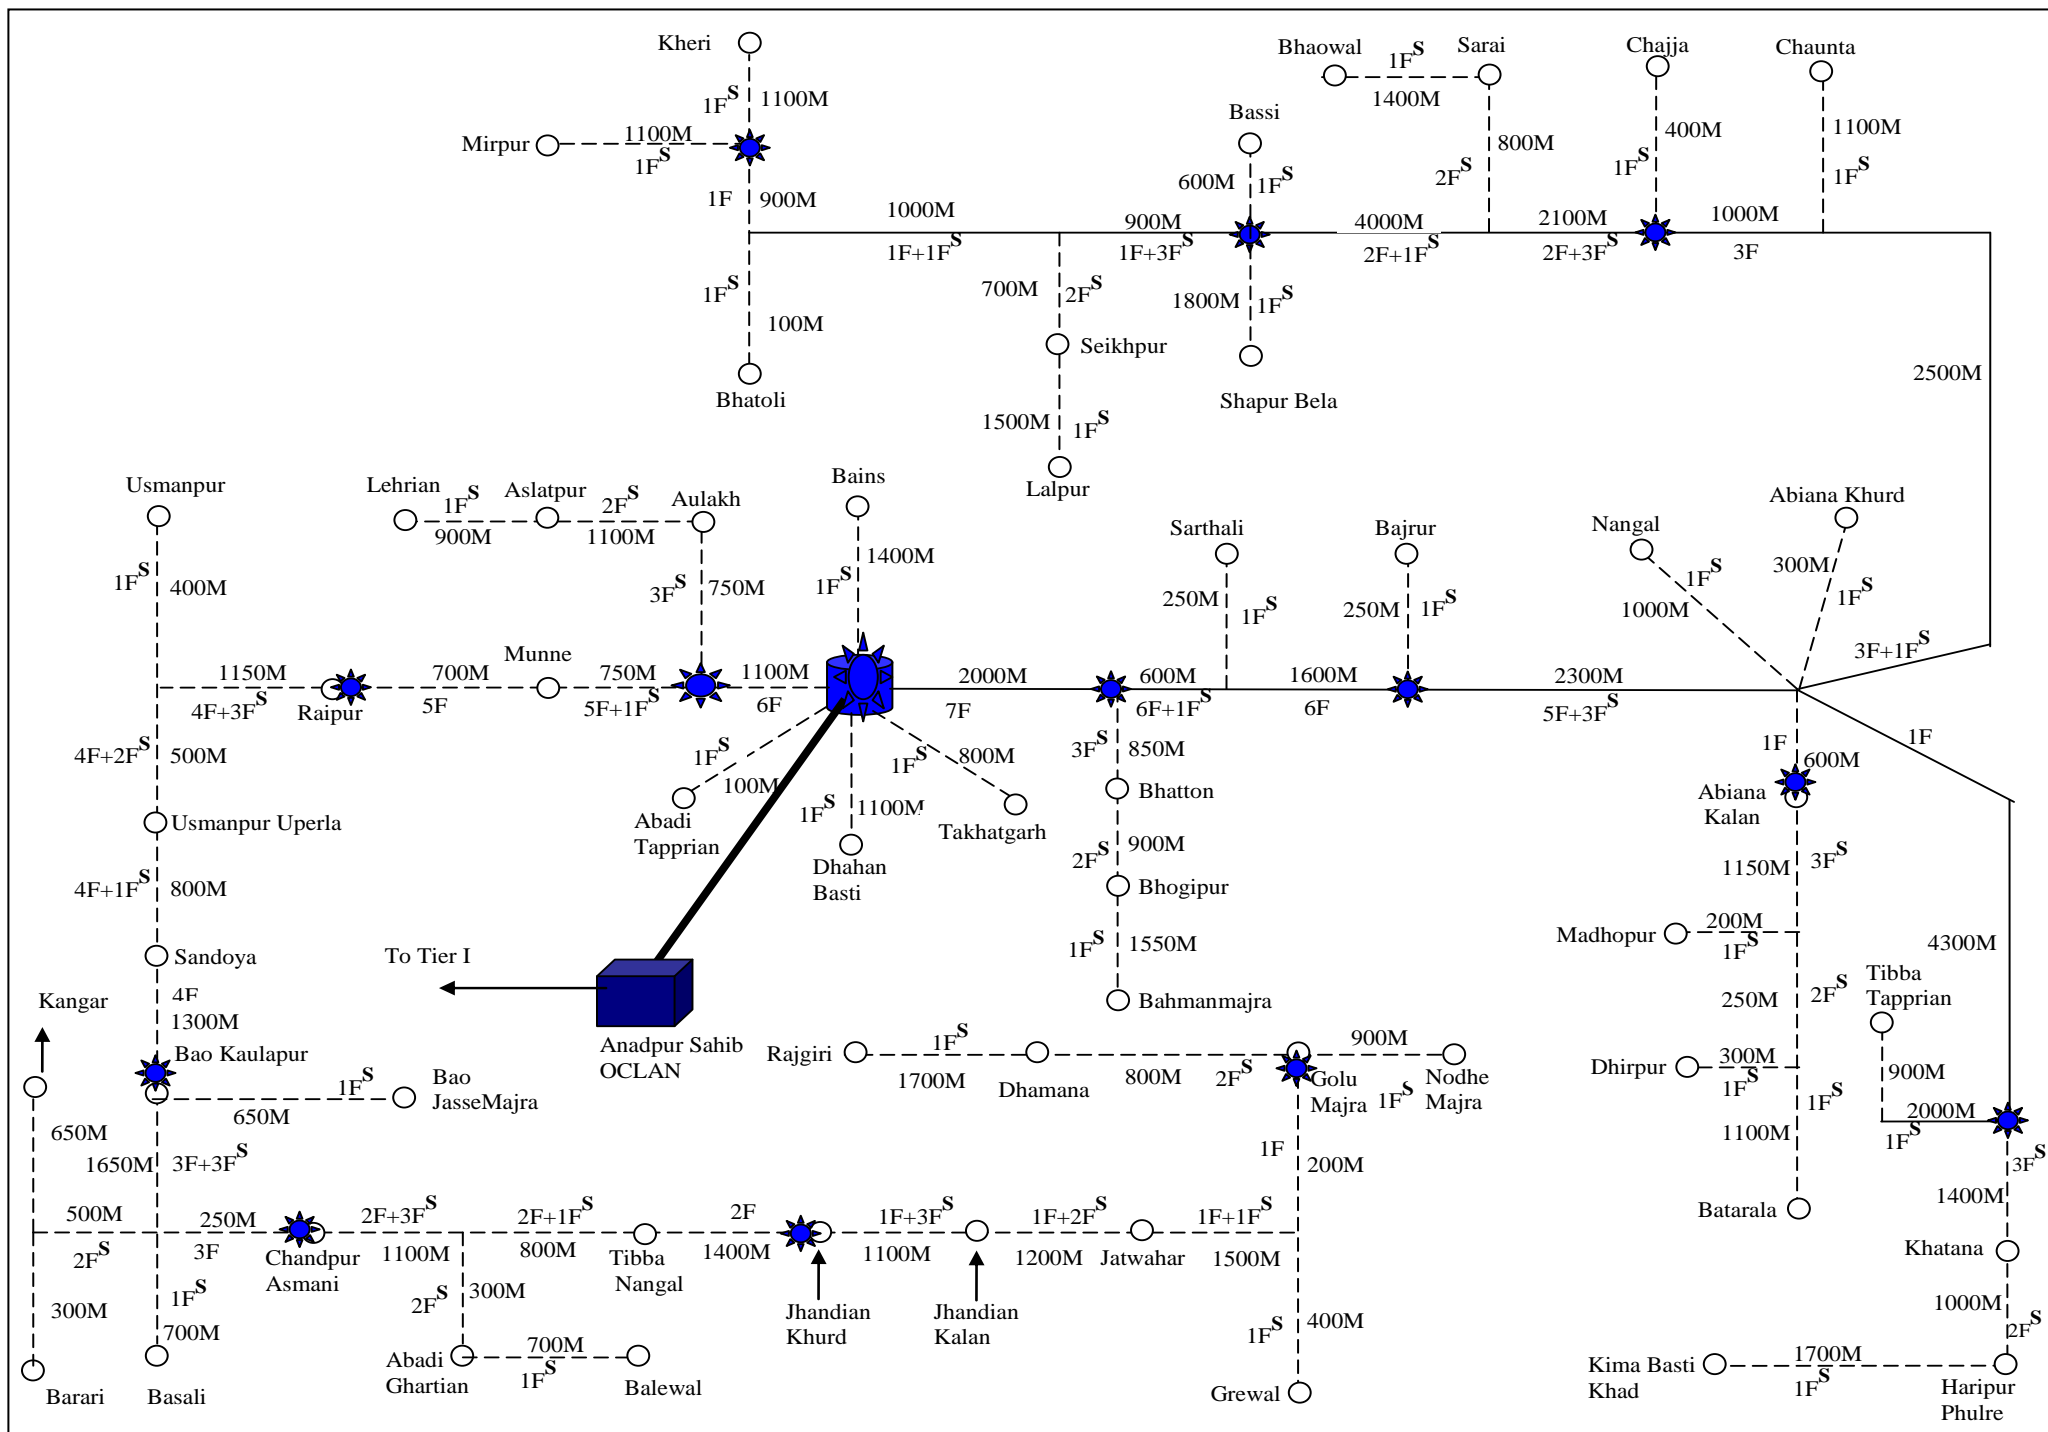 Kheri
1F^S
1100M
Mirpur
1100M
1F^S
1F
900M
1F^S
100M
Bhatoli
1000M
1F+1F^S
900M
1F+3F^S
700M
2F^S
Seikhpur
1500M
1F^S
Lalpur
Bassi
600M
1F^S
1800M
1F^S
Shapur Bela
Bhaowal
1F^S
1400M
Sarai
800M
2F^S
4000M
2F+1F^S
2100M
2F+3F^S
Chajja
400M
1F^S
1000M
3F
Chaunta
1100M
1F^S
2500M
Usmanpur
1F^S
400M
Lehrian
1F^S
900M
Aslatpur
2F^S
1100M
Aulakh
3F^S
750M
Bains
1400M
1F^S
Sarthali
250M
1F^S
Bajrur
250M
1F^S
Nangal
1F^S
1000M
Abiana Khurd
300M
1F^S
3F+1F^S
1150M
4F+3F^S
Raipur
700M
5F
Munne
750M
5F+1F^S
1100M
6F
2000M
7F
600M
6F+1F^S
1600M
6F
2300M
5F+3F^S
1F
4F+2F^S
500M
Usmanpur Uperla
4F+1F^S
800M
Sandoya
4F
1300M
Bao Kaulapur
1F^S
100M
Abadi
Tapprian
1F^S
1100M
Dhahan
Basti
1F^S
800M
Takhatgarh
3F^S
850M
Bhatton
2F^S
900M
Bhogipur
1F^S
1550M
Bahmanmajra
1F
600M
Abiana
Kalan
1150M
3F^S
Madhopur
200M
1F^S
250M
2F^S
Dhirpur
300M
1F^S
1F^S
1100M
Batarala
4300M
Tibba
Tapprian
900M
2000M
1F^S
3F^S
1400M
Khatana
1000M
2F^S
Kima Basti
Khad
1700M
1F^S
Haripur
Phulre
To Tier I
Anadpur Sahib
OCLAN
Kangar
650M
1F^S
650M
Bao
JasseMajra
1650M
3F+3F^S
500M
2F^S
300M
Barari
1F^S
700M
Basali
250M
3F
Chandpur
Asmani
2F+3F^S
1100M
2F^S
300M
Abadi
Ghartian
700M
1F^S
Balewal
2F+1F^S
800M
Tibba
Nangal
2F
1400M
Jhandian
Khurd
1F+3F^S
1100M
Jhandian
Kalan
1F+2F^S
1200M
Jatwahar
1F+1F^S
1500M
Rajgiri
1F^S
1700M
Dhamana
800M
2F^S
Golu
Majra
900M
1F^S
Nodhe
Majra
1F
200M
1F^S
400M
Grewal